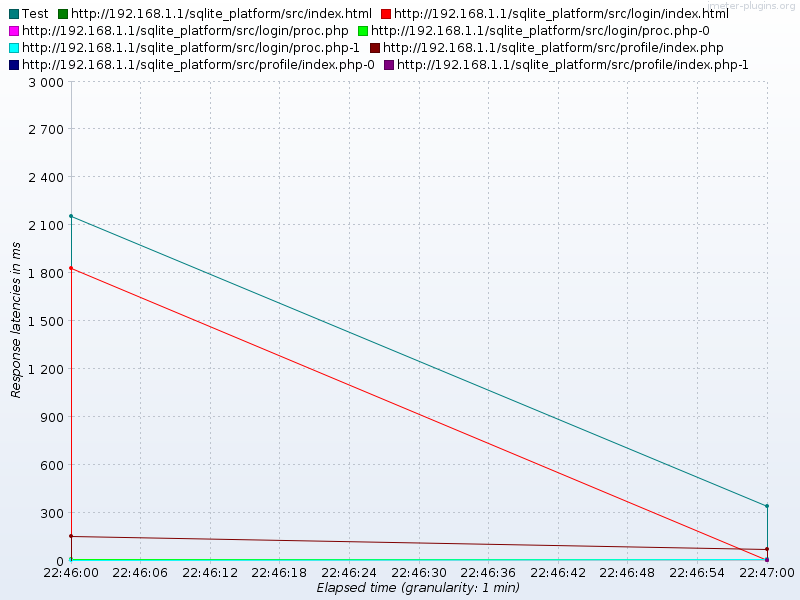 jmeter-plugins.org
Test http://192.168.1.1/sqlite_platform/src/index.html http://192.168.1.1/sqlite_platform/src/login/index.html
http://192.168.1.1/sqlite_platform/src/login/proc.php http://192.168.1.1/sqlite_platform/src/login/proc.php-0
http://192.168.1.1/sqlite_platform/src/login/proc.php-1 http://192.168.1.1/sqlite_platform/src/profile/index.php
http://192.168.1.1/sqlite_platform/src/profile/index.php-0 http://192.168.1.1/sqlite_platform/src/profile/index.php-1
Response latencies in ms
3 000
2 700
2 400
2 100
1 800
1 500
1 200
900
600
300
0
22:46:00 22:46:06 22:46:12 22:46:18 22:46:24 22:46:30 22:46:36 22:46:42 22:46:48 22:46:54 22:47:00
Elapsed time (granularity: 1 min)